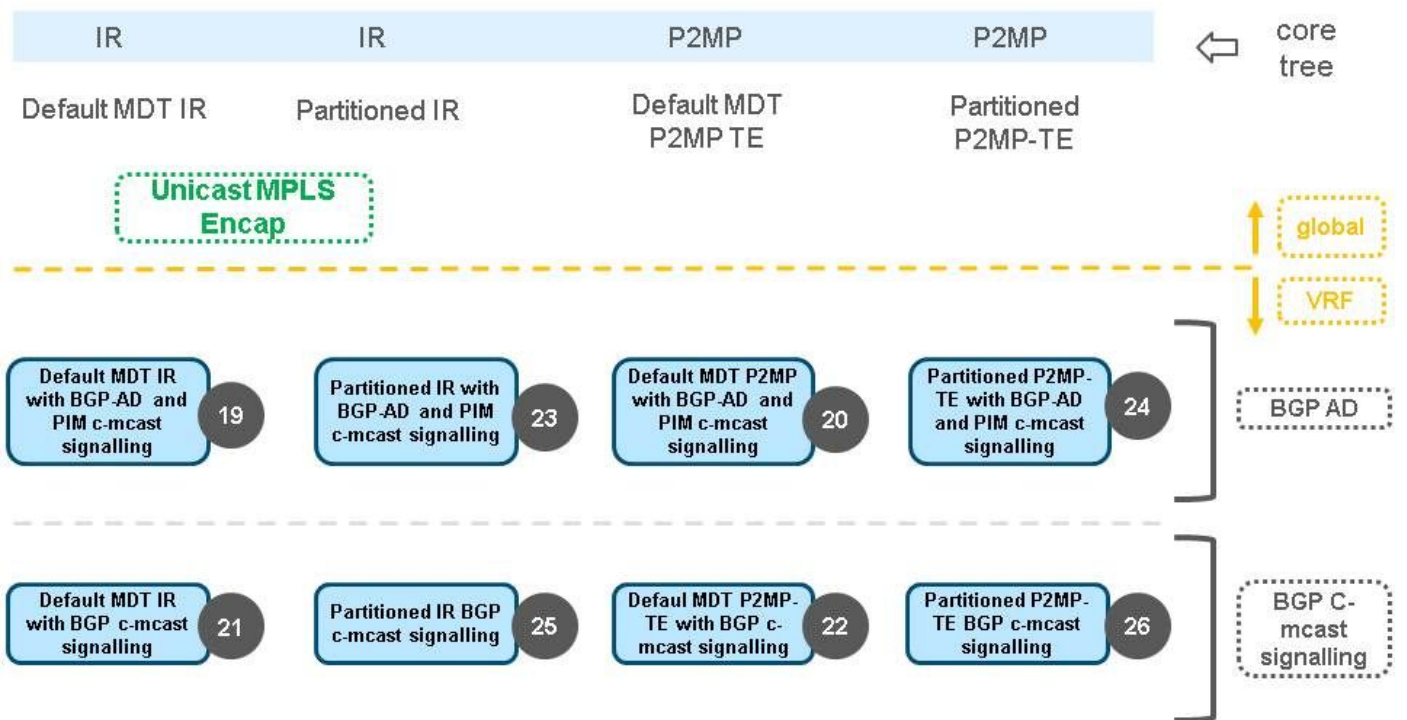 IR
IR
P2MP
P2MP
core
tree
Default MDT IR
Partitioned IR
Default MDT
P2MP TE
Partitioned
P2MP-TE
Unicast MPLS
Encap
global
VRF
Default MDT IR
with BGP-AD and
PIM c-mcast
signalling
19
Partitioned IR with
BGP-AD and PIM
c-mcast signalling
23
Default MDT P2MP
with BGP-AD and
PIM c-mcast
signalling
20
Partitioned P2MP-
TE with BGP-AD
and PIM c-mcast
signalling
24
BGP AD
Default MDT IR
with BGP c-mcast
signalling
21
Partitioned IR BGP
c-mcast signalling
25
Defaul MDT P2MP-
TE with BGP c-
mcast signalling
22
Partitioned P2MP-
TE BGP c-mcast
signalling
26
BGP C-
mcast
signalling